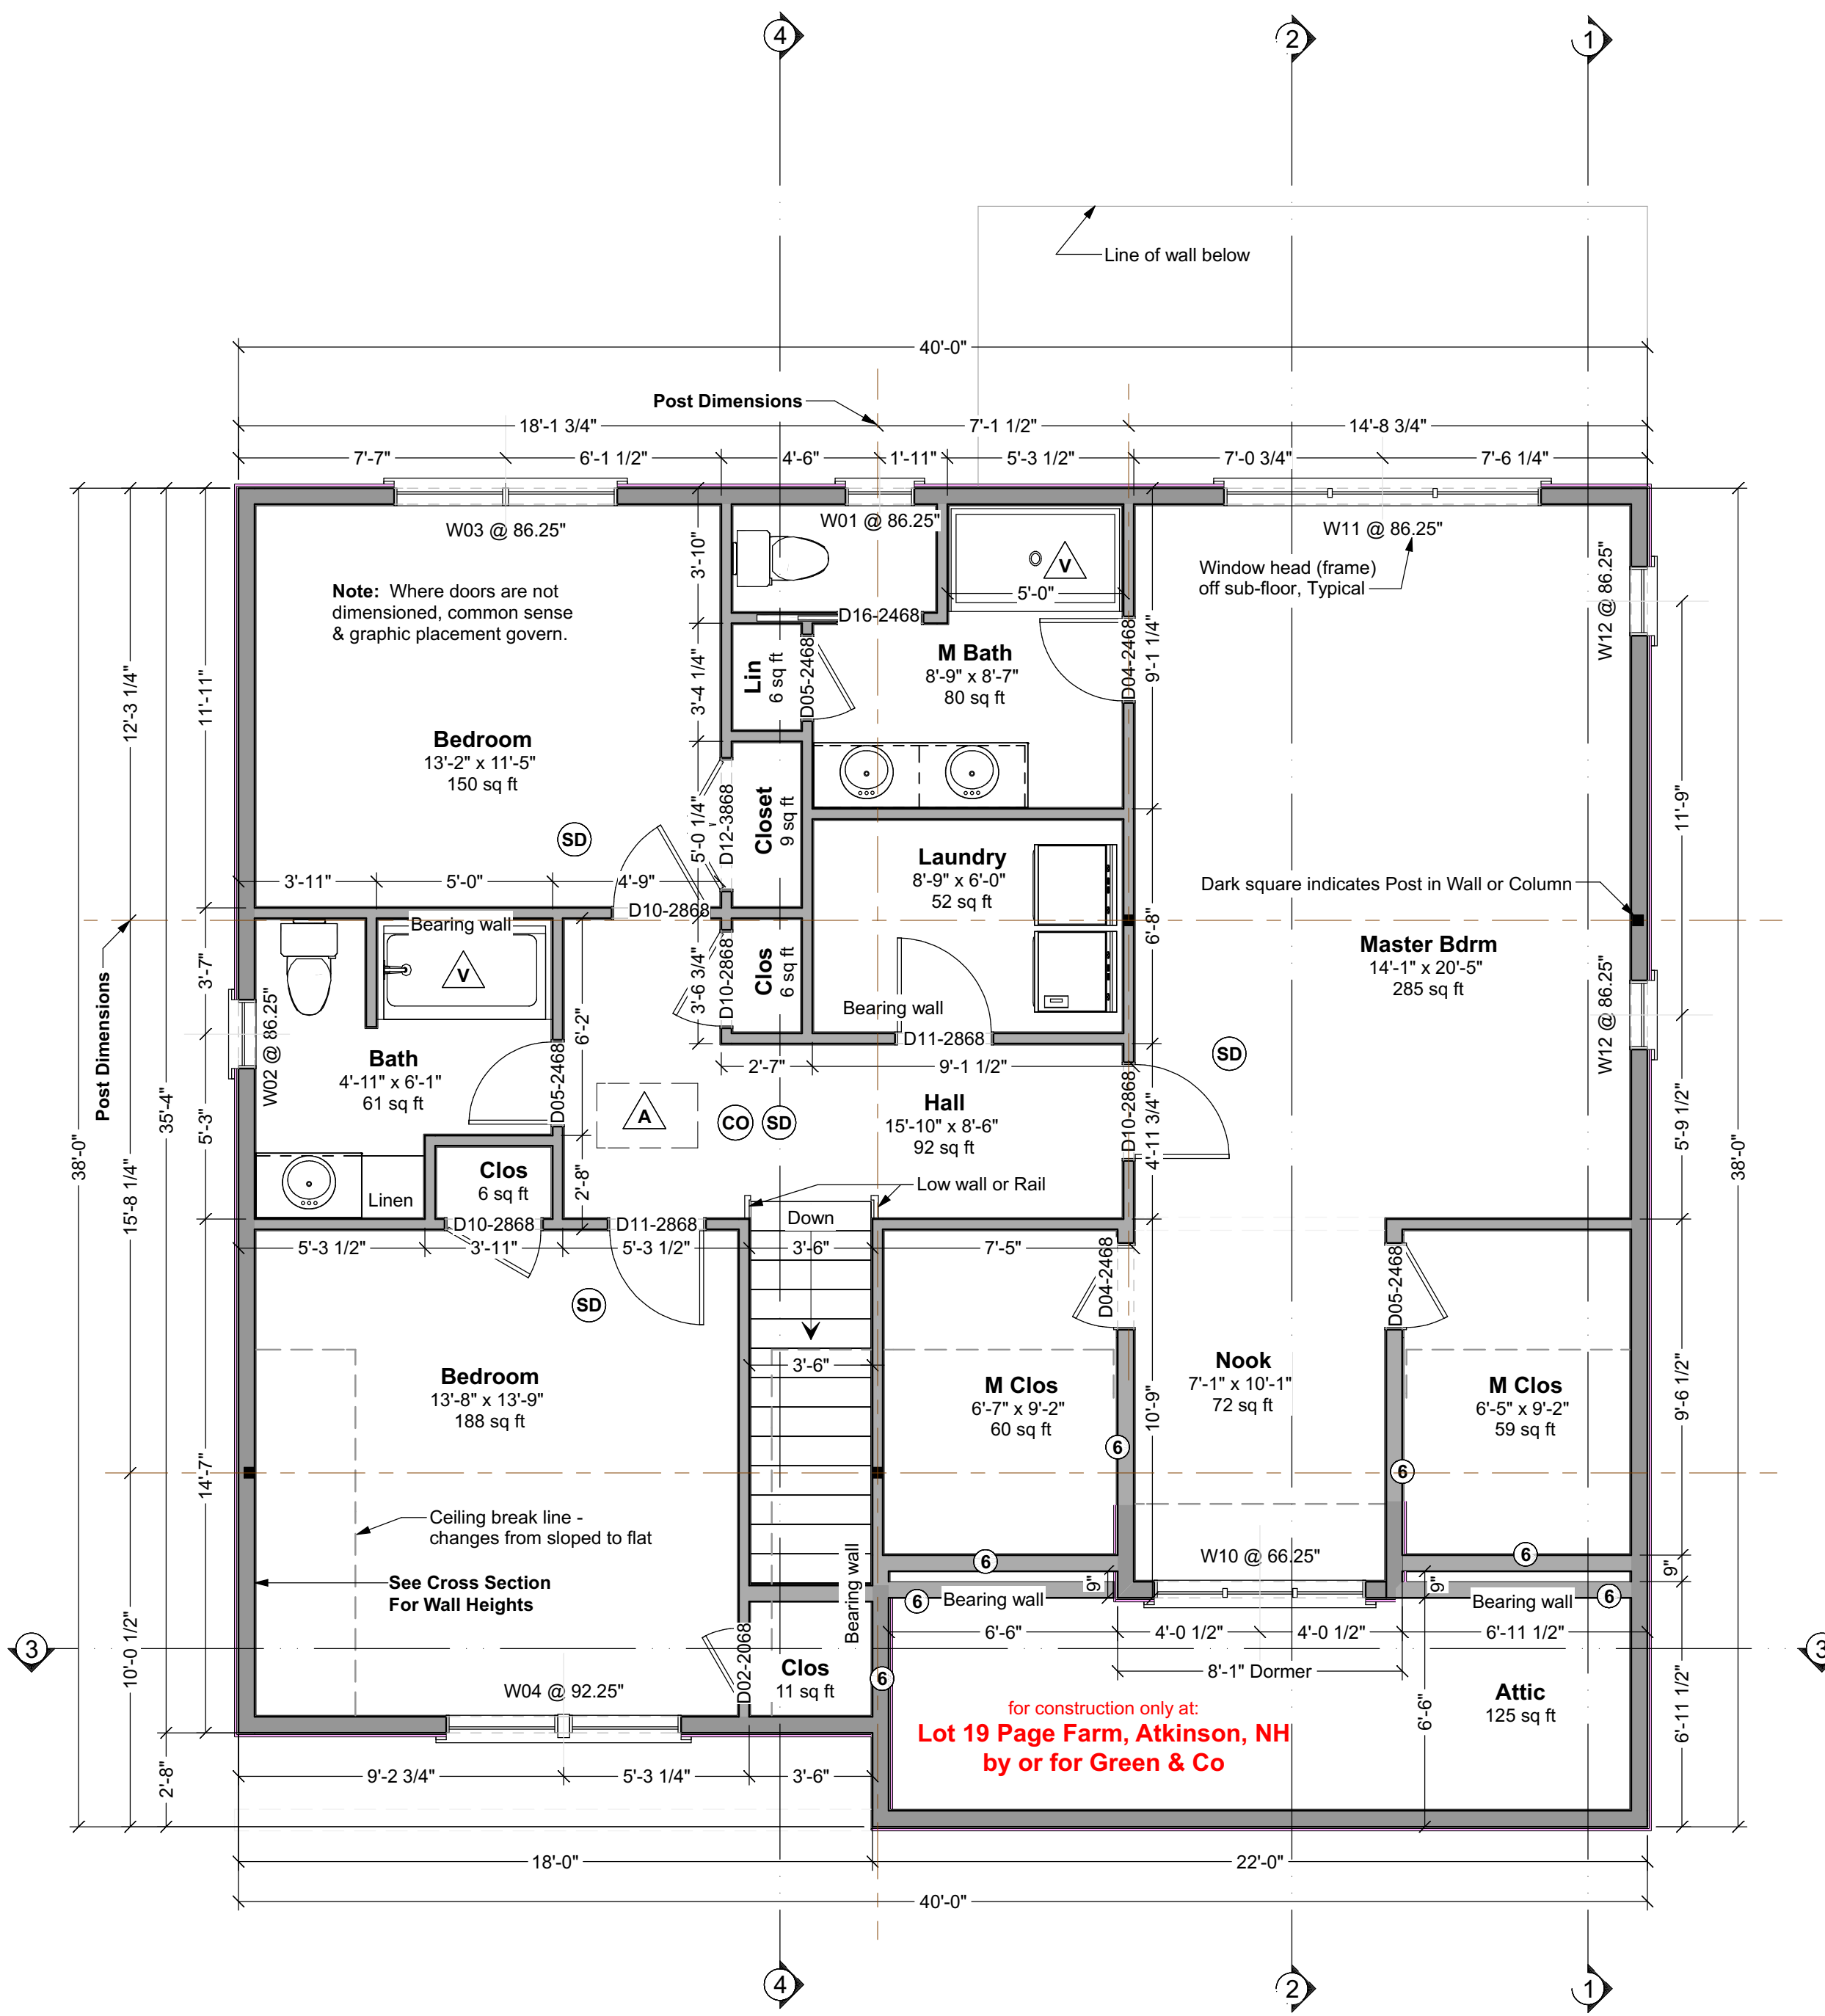 4
2
1
Line of wall below
40'-0"
Post Dimensions
18'-1 3/4"
7'-1 1/2"
14'-8 3/4"
7'-7"
6'-1 1/2"
4'-6"
1'-11"
5'-3 1/2"
7'-0 3/4"
7'-6 1/4"
W03 @ 86.25"
W01 @ 86.25"
W11 @ 86.25"
Window head (frame)
off sub-floor, Typical
W12 @ 86.25"
Note: Where doors are not
dimensioned, common sense
& graphic placement govern.
3'-10"
V
5'-0"
D16-2468
M Bath
8'-9" x 8'-7"
80 sq ft
Lin
6 sq ft
D05-2468
D04-2468
9'-1 1/4"
3'-4 1/4"
12'-3 1/4"
11'-11"
Bedroom
13'-2" x 11'-5"
150 sq ft
SD
5'-0 1/4"
D12-3868
Closet
9 sq ft
11'-9"
Laundry
8'-9" x 6'-0"
52 sq ft
Dark square indicates Post in Wall or Column
3'-11"
5'-0"
4'-9"
D10-2868
Bearing wall
V
6'-8"
Master Bdrm
14'-1" x 20'-5"
285 sq ft
3'-6 3/4"
D10-2868
Clos
6 sq ft
Bearing wall
D11-2868
Post Dimensions
3'-7"
W02 @ 86.25"
6'-2"
W12 @ 86.25"
SD
Bath
4'-11" x 6'-1"
61 sq ft
D05-2468
2'-7"
9'-1 1/2"
A
CO
SD
Hall
15'-10" x 8'-6"
92 sq ft
D10-2868
4'-11 3/4"
5'-9 1/2"
38'-0"
35'-4"
5'-3"
38'-0"
15'-8 1/4"
Clos
6 sq ft
2'-8"
Linen
Low wall or Rail
Down
D10-2868
D11-2868
5'-3 1/2"
3'-11"
5'-3 1/2"
3'-6"
7'-5"
D04-2468
D05-2468
SD
3'-6"
Bedroom
13'-8" x 13'-9"
188 sq ft
M Clos
6'-7" x 9'-2"
60 sq ft
Nook
7'-1" x 10'-1"
72 sq ft
M Clos
6'-5" x 9'-2"
59 sq ft
10'-9"
9'-6 1/2"
6
6
14'-7"
Ceiling break line -
changes from sloped to flat
See Cross Section
For Wall Heights
Bearing wall
6
W10 @ 66.25"
6
9"
9"
9"
6
Bearing wall
Bearing wall
6
3
3
10'-0 1/2"
6'-6"
4'-0 1/2"
4'-0 1/2"
6'-11 1/2"
8'-1" Dormer
D02-2068
Clos
11 sq ft
6
W04 @ 92.25"
6'-6"
Attic
125 sq ft
6'-11 1/2"
for construction only at:
Lot 19 Page Farm, Atkinson, NH
by or for Green & Co
2'-8"
9'-2 3/4"
5'-3 1/4"
3'-6"
18'-0"
22'-0"
40'-0"
4
2
1